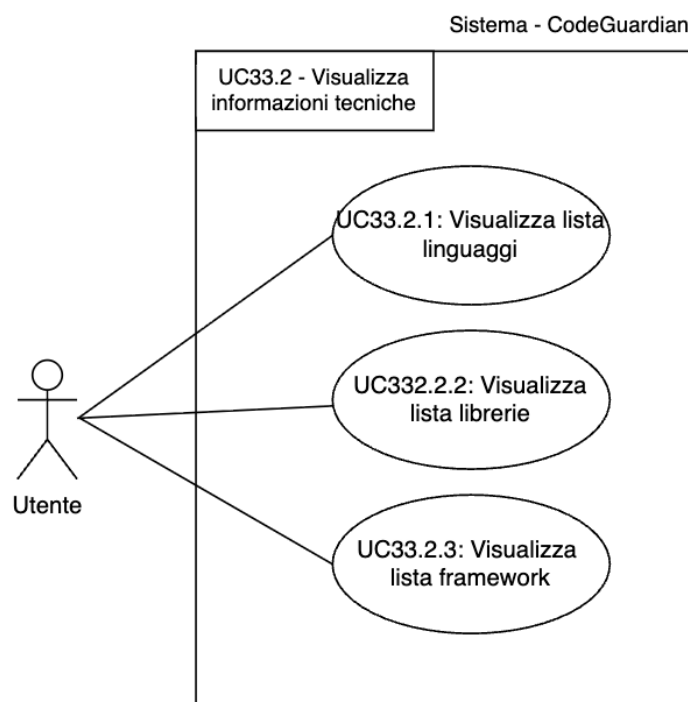 Sistema - CodeGuardian
UC33.2 - Visualizza
informazioni tecniche
UC33.2.1: Visualizza lista
linguaggi
UC332.2.2: Visualizza
lista librerie
Utente
UC33.2.3: Visualizza
lista framework